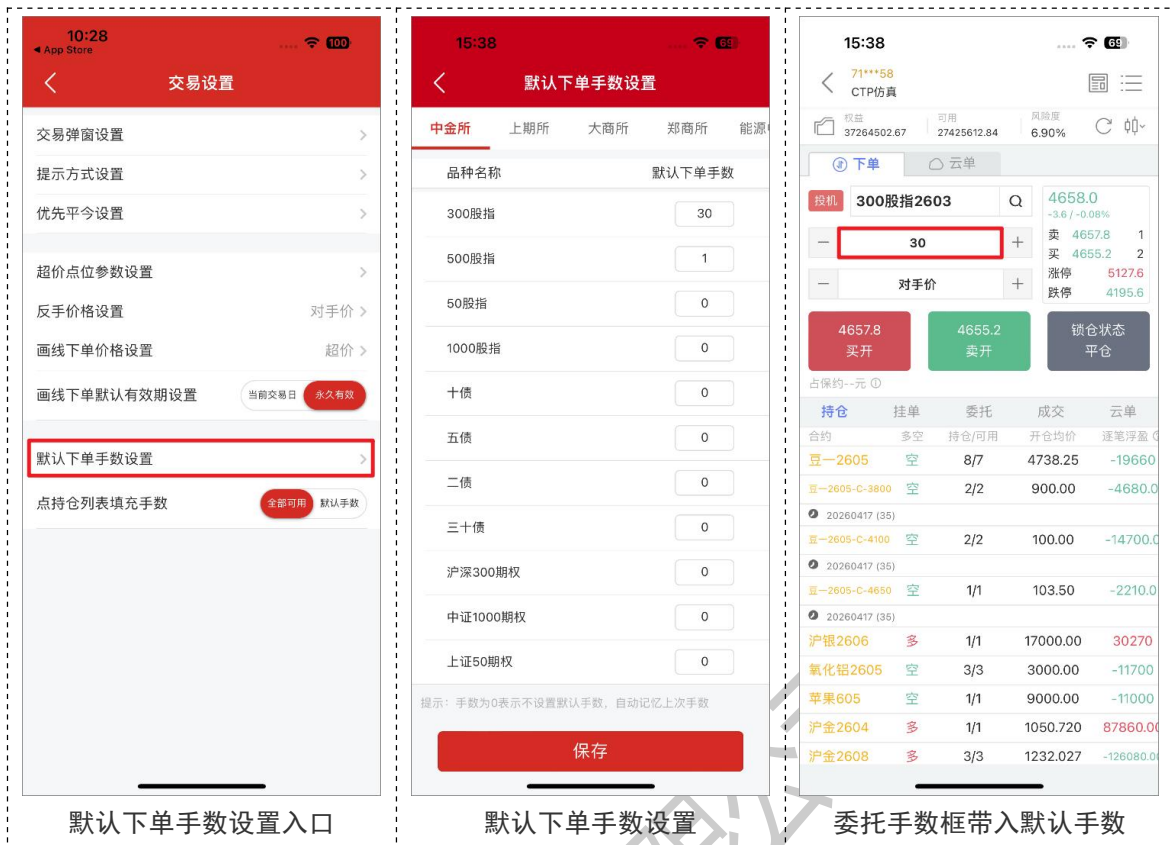 10:28
100
App Store
交易设置
交易弹窗设置
提示方式设置
优先平今设置
超价点位参数设置
反手价格设置 对手价
画线下单价格设置 超价
画线下单默认有效期设置 当前交易日 永久有效
默认下单手数设置
点持仓列表填充手数 全部可用 默认手数
默认下单手数设置入口
15:38
69
默认下单手数设置
中金所 上期所 大商所 郑商所 能源
品种名称 默认下单手数
300股指 30
500股指 1
50股指 0
1000股指 0
十债 0
五债 0
二债 0
三十债 0
沪深300期权 0
中证1000期权 0
上证50期权 0
提示：手数为0表示不设置默认手数，自动记忆上次手数
保存
默认下单手数设置
15:38
69
71***58
CTP仿真
权益 可用 风险度
37264502.67 27425612.84 6.90%
下单 云单
投机 300股指2603
4658.0
-3.6 / -0.08%
30
卖 4657.8 1
买 4655.2 2
对手价
涨停 5127.6
跌停 4195.6
4657.8 4655.2 锁仓状态
买开 卖开 平仓
占保约--元
持仓 挂单 委托 成交 云单
合约 多空 持仓/可用 开仓均价 逐笔浮盈
豆一2605 空 8/7 4738.25 -19660
豆一2605-C-3800 空 2/2 900.00 -4680.0
20260417 (35)
豆一2605-C-4100 空 2/2 100.00 -14700.0
20260417 (35)
豆一2605-C-4650 空 1/1 103.50 -2210.0
20260417 (35)
沪银2606 多 1/1 17000.00 30270
氧化铝2605 空 3/3 3000.00 -11700
苹果605 空 1/1 9000.00 -11000
沪金2604 多 1/1 1050.720 87860.00
沪金2608 多 3/3 1232.027 -126080.00
委托手数框带入默认手数